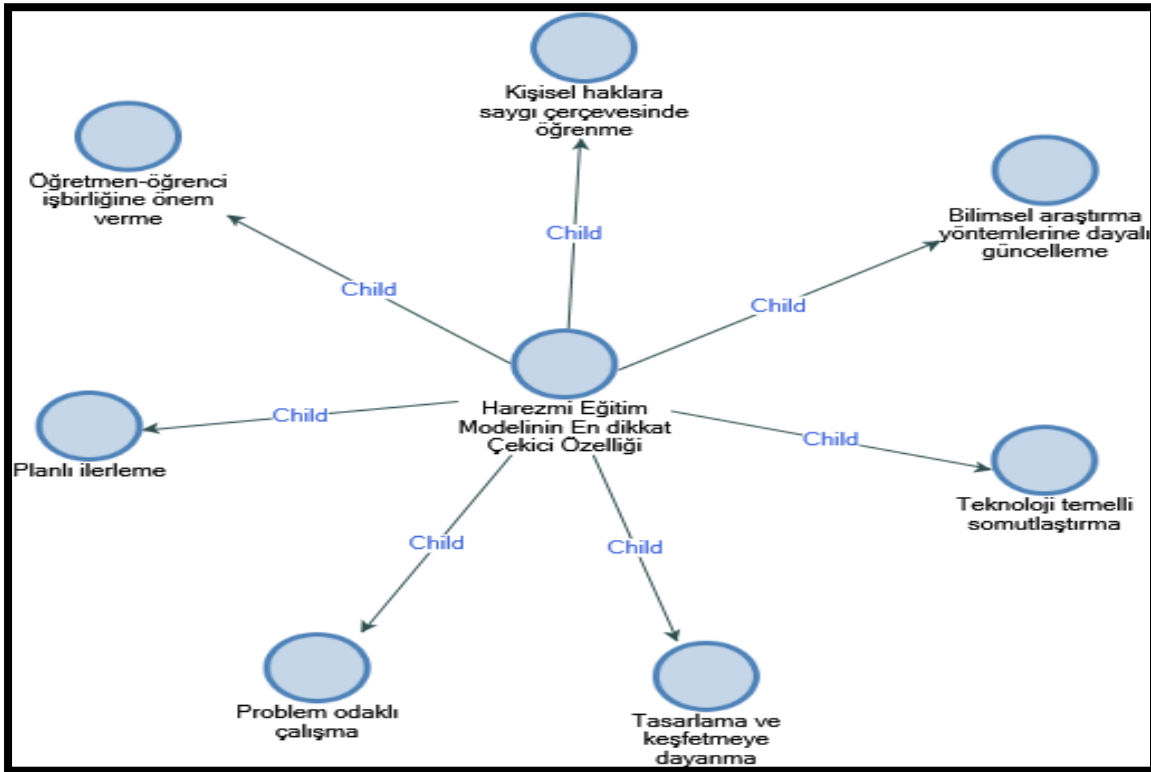 Kişisel haklara
saygı çerçevesinde
öğrenme
Öğretmen-öğrenci
işbirliğine önem
verme
Bilimsel araştırma
yöntemlerine dayalı
güncelleme
Child
Child
Child
Harezmi Eğitim
Modelinin En dikkat
Çekici Özelliği
Child
Child
Planlı ilerleme
Teknoloji temelli
somutlaştırma
Child
Child
Problem odaklı
çalışma
Tasarlama ve
keşfetmeye
dayanma